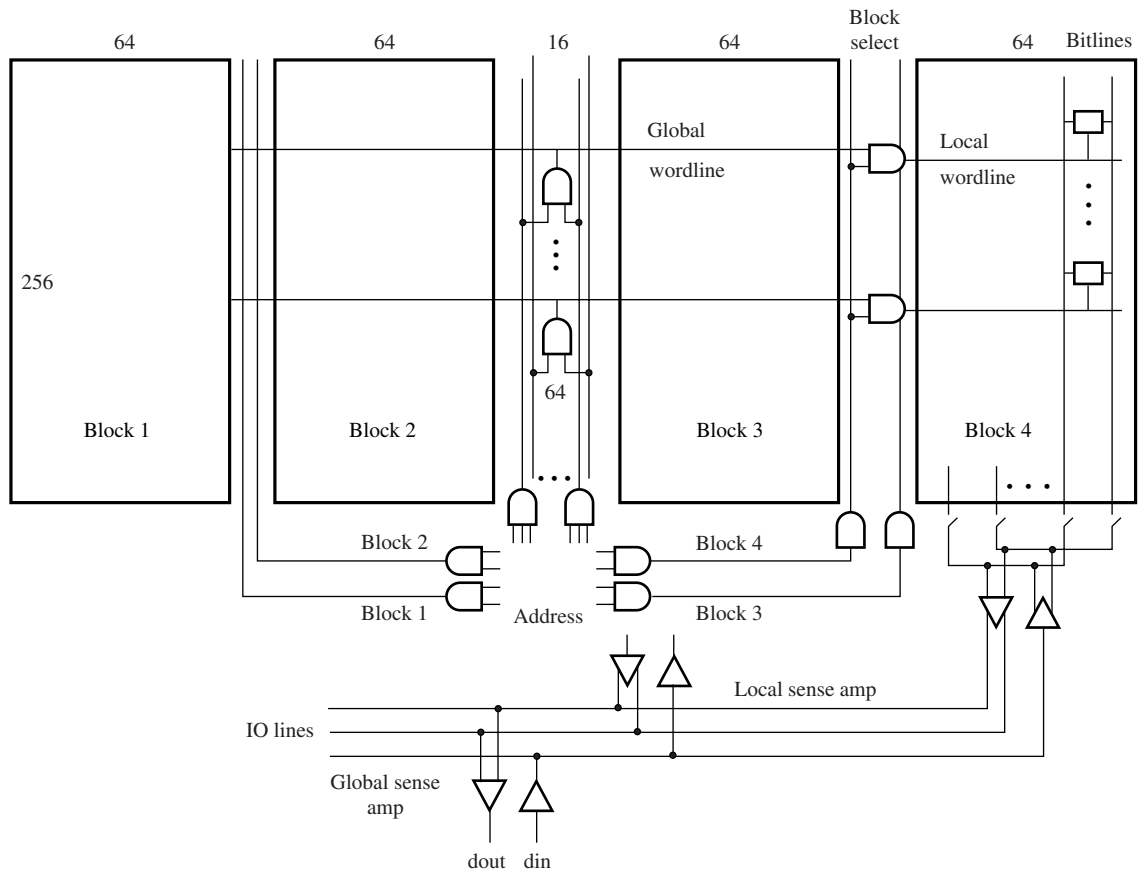 64
64
16
64
Block
select
64
Bitlines
Global
wordline
Local
wordline
256
64
Block 1
Block 2
Block 3
Block 4
Block 2
Block 4
Block 1
Address
Block 3
Local sense amp
IO lines
Global sense
amp
dout
din